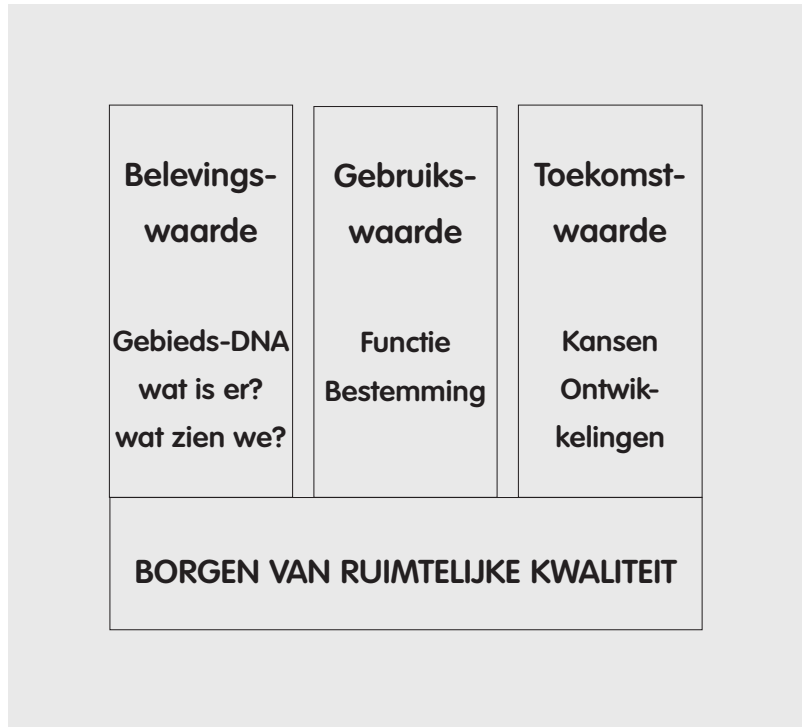 Belevings-
waarde
Gebieds-DNA
wat is er?
wat zien we?
Gebruiks-
waarde
Functie
Bestemming
Toekomst-
waarde
Kansen
Ontwik-
kelingen
BORGEN VAN RUIMTELIJKE KWALITEIT